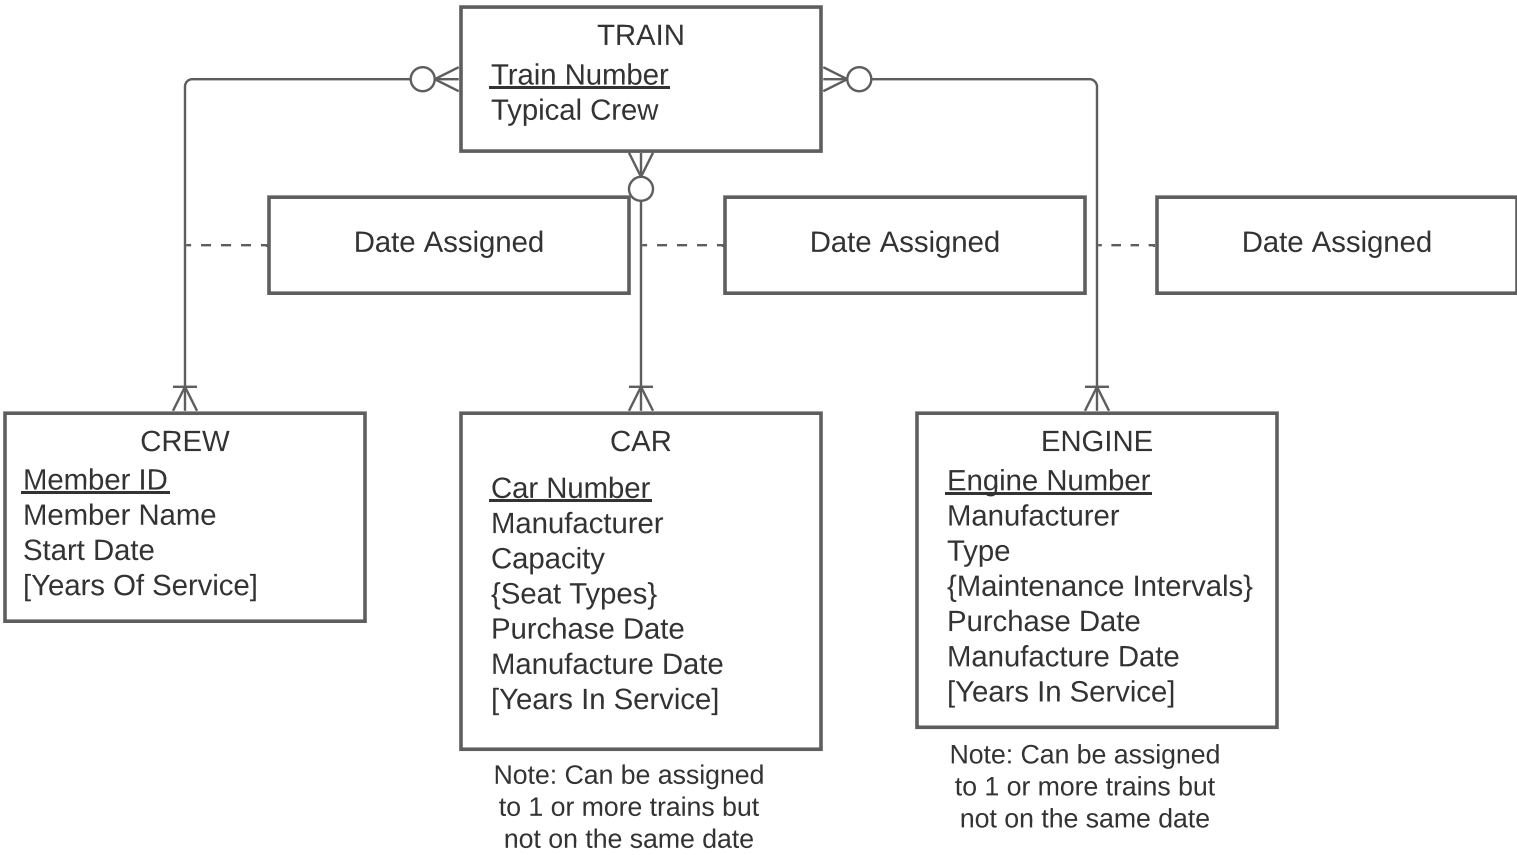 TRAIN
Train Number
Typical Crew
Date Assigned
Date Assigned
Date Assigned
CREW
Member ID
Member Name
Start Date
[Years Of Service]
CAR
Car Number
Manufacturer
Capacity
{Seat Types}
Purchase Date
Manufacture Date
[Years In Service]
Note: Can be assigned
to 1 or more trains but
not on the same date
ENGINE
Engine Number
Manufacturer
Type
{Maintenance Intervals}
Purchase Date
Manufacture Date
[Years In Service]
Note: Can be assigned
to 1 or more trains but
not on the same date